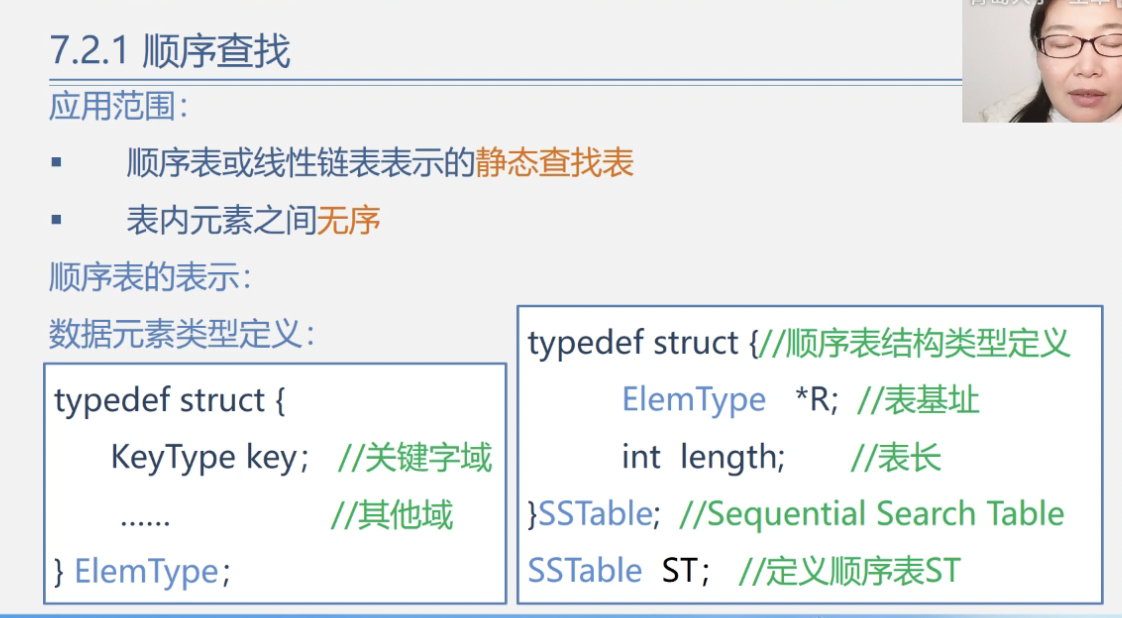 7.2.1 顺序查找
应用范围：
▪ 顺序表或线性链表表示的静态查找表
▪ 表内元素之间无序
顺序表的表示：
数据元素类型定义：
typedef struct {
KeyType key; //关键字域
...... //其他域
} ElemType;
typedef struct {//顺序表结构类型定义
ElemType *R; //表基址
int length; //表长
}SSTable; //Sequential Search Table
SSTable ST; //定义顺序表ST